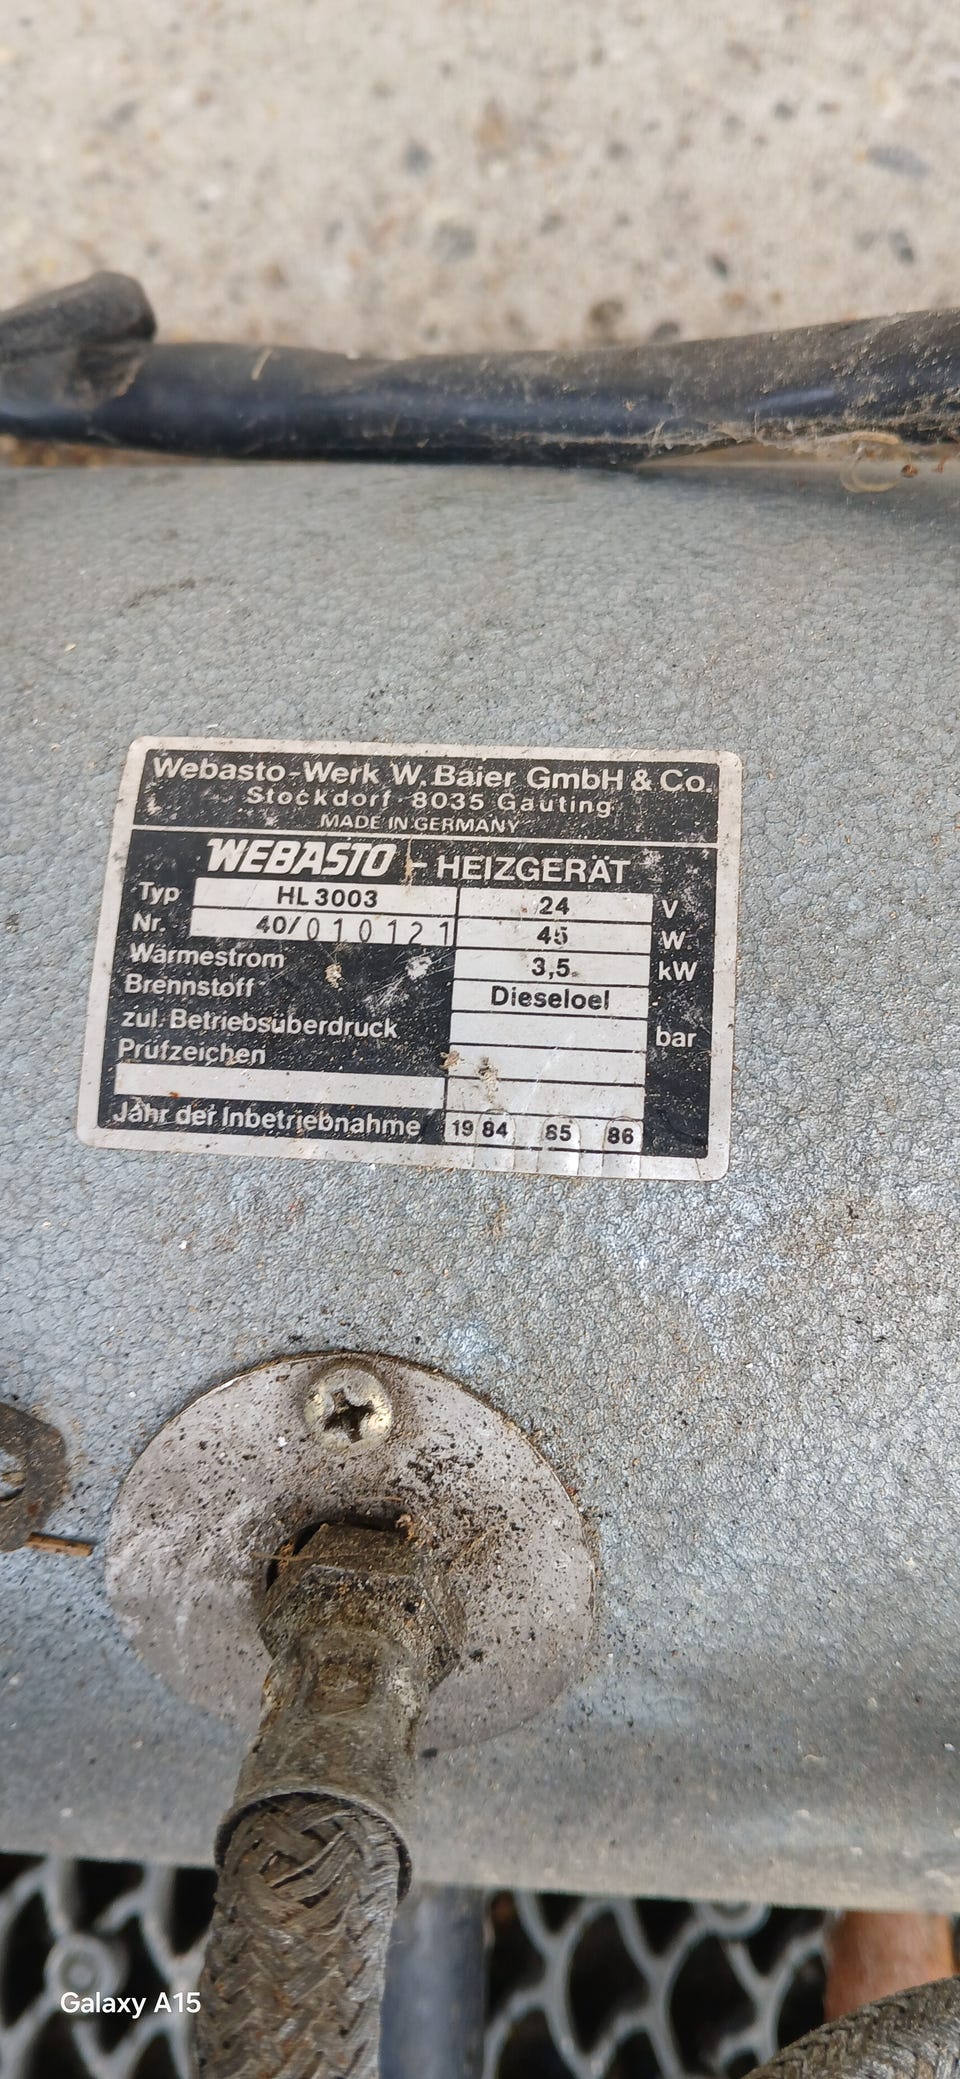 Webasto-Werk W. Baier GmbH & Co.
Stockdorf · 8035 Gauting
MADE IN GERMANY
WEBASTO - HEIZGERÄT
Typ HL 3003 24 V
Nr. 40/010121 45 W
Wärmestrom 3,5 kW
Brennstoff Dieseloel
zul. Betriebsüberdruck bar
Prüfzeichen
Jahr der Inbetriebnahme 19 84 85 86
Galaxy A15